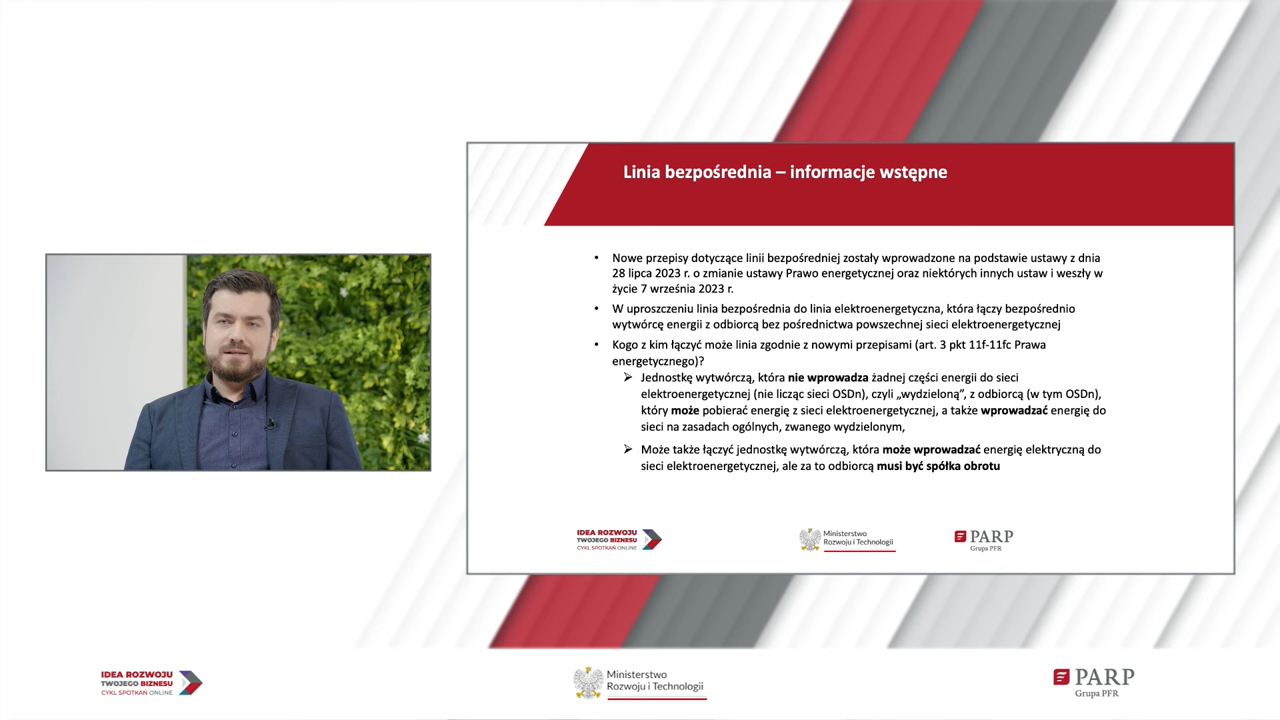 Linia bezpośrednia – informacje wstępne
• Nowe przepisy dotyczące linii bezpośredniej zostały wprowadzone na podstawie ustawy z dnia
28 lipca 2023 r. o zmianie ustawy Prawo energetycznej oraz niektórych innych ustaw i weszły w
życie 7 września 2023 r.
• W uproszczeniu linia bezpośrednia do linia elektroenergetyczna, która łączy bezpośrednio
wytwórcę energii z odbiorcą bez pośrednictwa powszechnej sieci elektroenergetycznej
• Kogo z kim łączyć może linia zgodnie z nowymi przepisami (art. 3 pkt 11f-11fc Prawa
energetycznego)?
➢ Jednostkę wytwórczą, która nie wprowadza żadnej części energii do sieci
elektroenergetycznej (nie licząc sieci OSDn), czyli „wydzieloną”, z odbiorcą (w tym OSDn),
który może pobierać energię z sieci elektroenergetycznej, a także wprowadzać energię do
sieci na zasadach ogólnych, zwanego wydzielonym,
➢ Może także łączyć jednostkę wytwórczą, która może wprowadzać energię elektryczną do
sieci elektroenergetycznej, ale za to odbiorcą musi być spółka obrotu
IDEA ROZWOJU
TWOJEGO BIZNESU
CYKL SPOTKAŃ ONLINE
Ministerstwo
Rozwoju i Technologii
PARP
Grupa PFR
IDEA ROZWOJU
TWOJEGO BIZNESU
CYKL SPOTKAŃ ONLINE
Ministerstwo
Rozwoju i Technologii
PARP
Grupa PFR